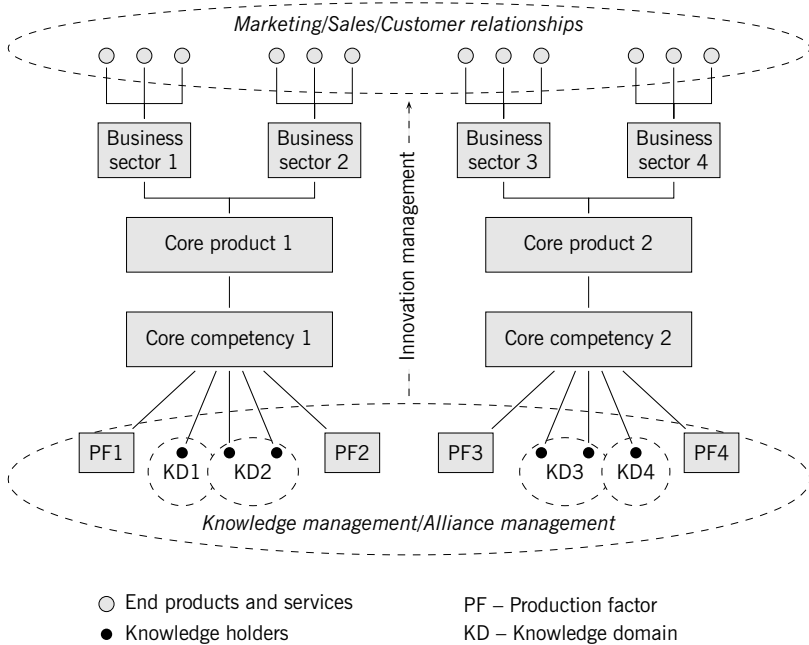 Marketing/Sales/Customer relationships
Business
sector 1
Business
sector 2
Business
sector 3
Business
sector 4
Core product 1
Core product 2
Innovation management
Core competency 1
Core competency 2
PF1
KD1
KD2
PF2
PF3
KD3
KD4
PF4
Knowledge management/Alliance management
End products and services
Knowledge holders
PF – Production factor
KD – Knowledge domain